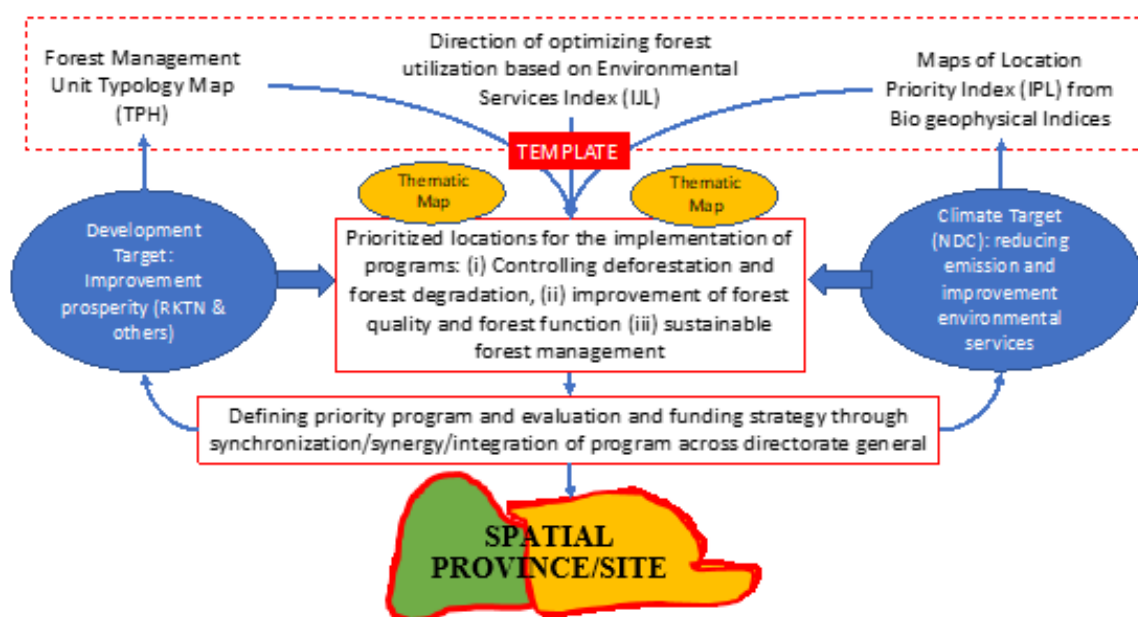 Forest Management
Unit Typology Map
(TPH)
Direction of optimizing forest
utilization based on Environmental
Services Index (IJL)
Maps of Location
Priority Index (IPL) from
Bio geophysical Indices
TEMPLATE
Thematic
Map
Thematic
Map
Development
Target:
Improvement
prosperity (RKTN &
others)
Prioritized locations for the implementation of
programs: (i) Controlling deforestation and
forest degradation, (ii) improvement of forest
quality and forest function (iii) sustainable
forest management
Climate Target
(NDC): reducing
emission and
improvement
environmental
services
Defining priority program and evaluation and funding strategy through
synchronization/synergy/integration of program across directorate general
SPATIAL
PROVINCE/SITE